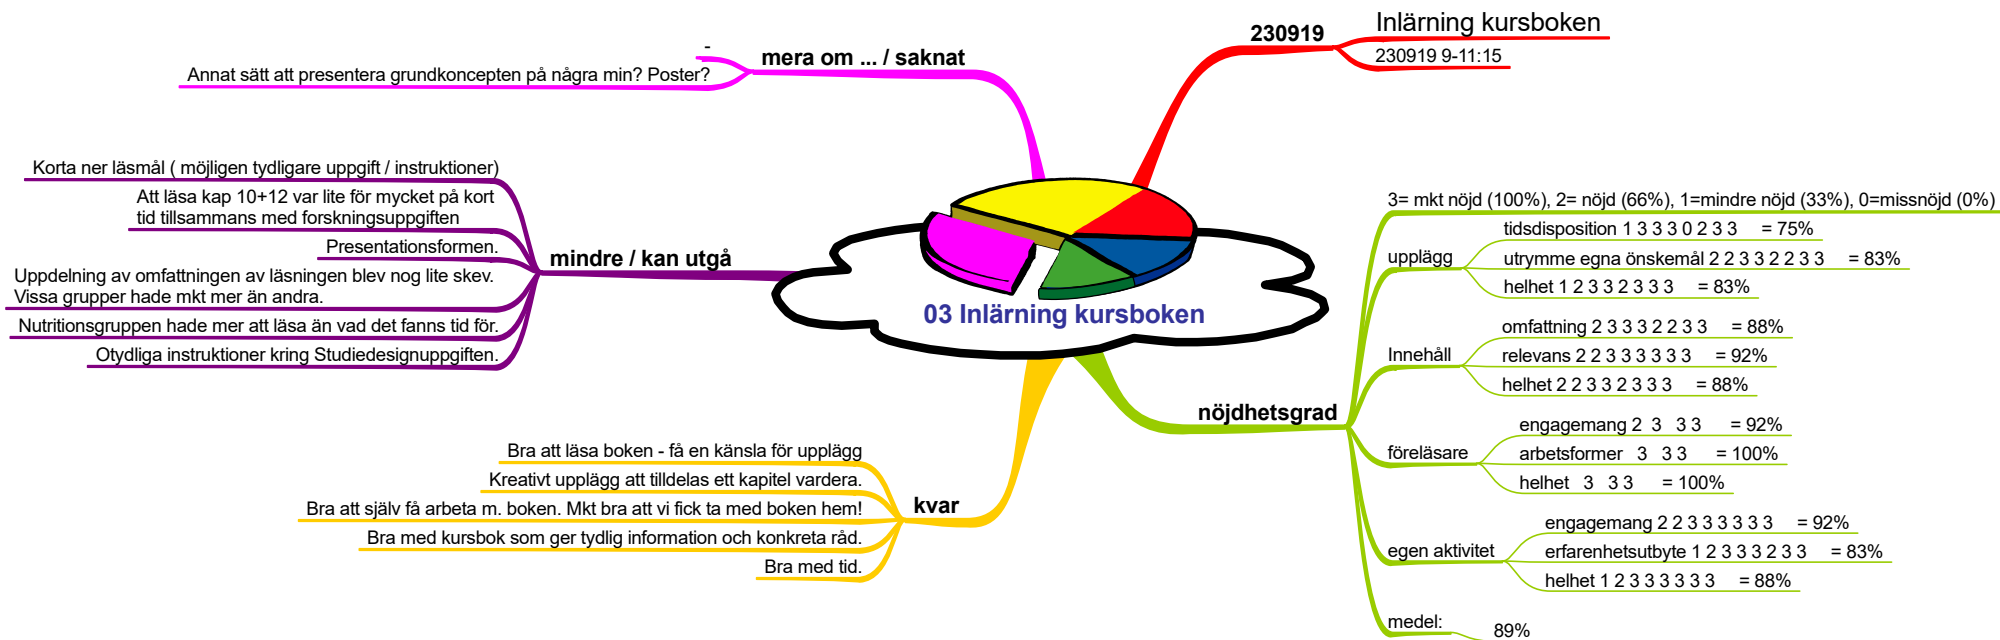 230919
Inlärning kursboken
230919 9-11:15
mera om ... / saknat
-
Annat sätt att presentera grundkoncepten på några min? Poster?
mindre / kan utgå
Korta ner läsmål ( möjligen tydligare uppgift / instruktioner)
Att läsa kap 10+12 var lite för mycket på kort
tid tillsammans med forskningsuppgiften
Presentationsformen.
Uppdelning av omfattningen av läsningen blev nog lite skev.
Vissa grupper hade mkt mer än andra.
Nutritionsgruppen hade mer att läsa än vad det fanns tid för.
Otydliga instruktioner kring Studiedesignuppgiften.
03 Inlärning kursboken
kvar
Bra att läsa boken - få en känsla för upplägg
Kreativt upplägg att tilldelas ett kapitel vardera.
Bra att själv få arbeta m. boken. Mkt bra att vi fick ta med boken hem!
Bra med kursbok som ger tydlig information och konkreta råd.
Bra med tid.
nöjdhetsgrad
3= mkt nöjd (100%), 2= nöjd (66%), 1=mindre nöjd (33%), 0=missnöjd (0%)
upplägg
tidsdisposition 1 3 3 3 0 2 3 3 = 75%
utrymme egna önskemål 2 2 3 3 2 2 3 3 = 83%
helhet 1 2 3 3 2 3 3 3 = 83%
Innehåll
omfattning 2 3 3 3 2 2 3 3 = 88%
relevans 2 2 3 3 3 3 3 3 = 92%
helhet 2 2 3 3 2 3 3 3 = 88%
föreläsare
engagemang 2 3 3 3 = 92%
arbetsformer 3 3 3 = 100%
helhet 3 3 3 = 100%
egen aktivitet
engagemang 2 2 3 3 3 3 3 3 = 92%
erfarenhetsutbyte 1 2 3 3 3 2 3 3 = 83%
helhet 1 2 3 3 3 3 3 3 = 88%
medel:
89%